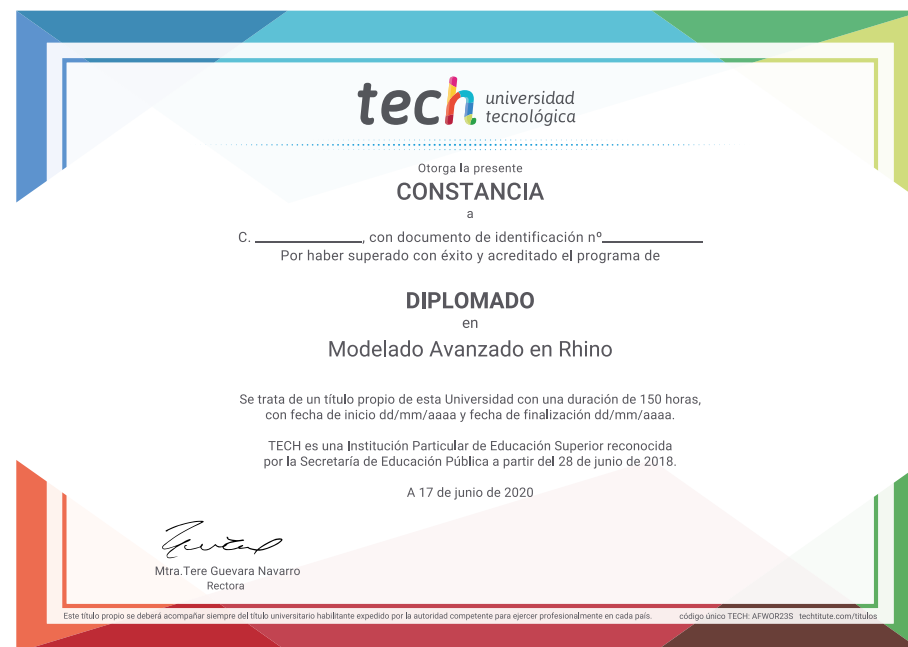 tech universidad
tecnológica
Otorga la presente
CONSTANCIA
a
C. ____________, con documento de identificación nº____________
Por haber superado con éxito y acreditado el programa de
DIPLOMADO
en
Modelado Avanzado en Rhino
Se trata de un título propio de esta Universidad con una duración de 150 horas,
con fecha de inicio dd/mm/aaaa y fecha de finalización dd/mm/aaaa.
TECH es una Institución Particular de Educación Superior reconocida
por la Secretaría de Educación Pública a partir del 28 de junio de 2018.
A 17 de junio de 2020
Mtra.Tere Guevara Navarro
Rectora
Este título propio se deberá acompañar siempre del título universitario habilitante expedido por la autoridad competente para ejercer profesionalmente en cada país. código único TECH: AFWOR23S techtitute.com/titulos